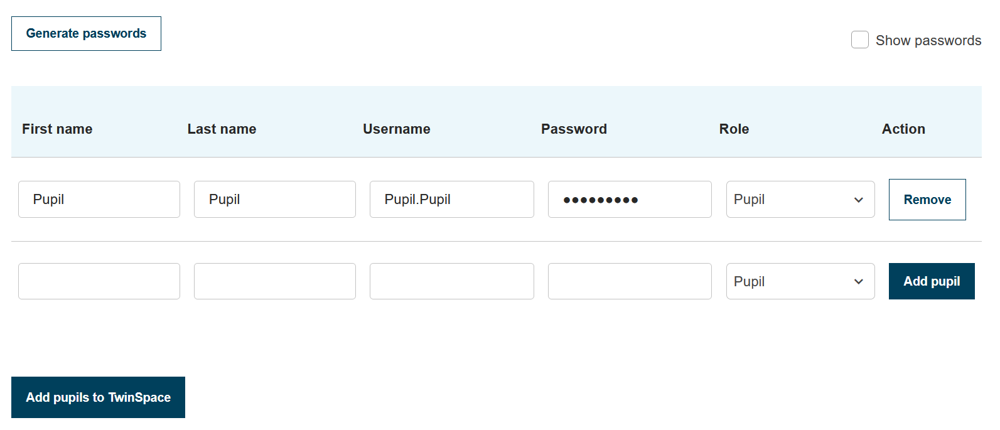 Generate passwords
Show passwords
First name Last name Username Password Role Action
Pupil Pupil Pupil.Pupil ●●●●●●●●● Pupil Remove
Pupil Add pupil
Add pupils to TwinSpace